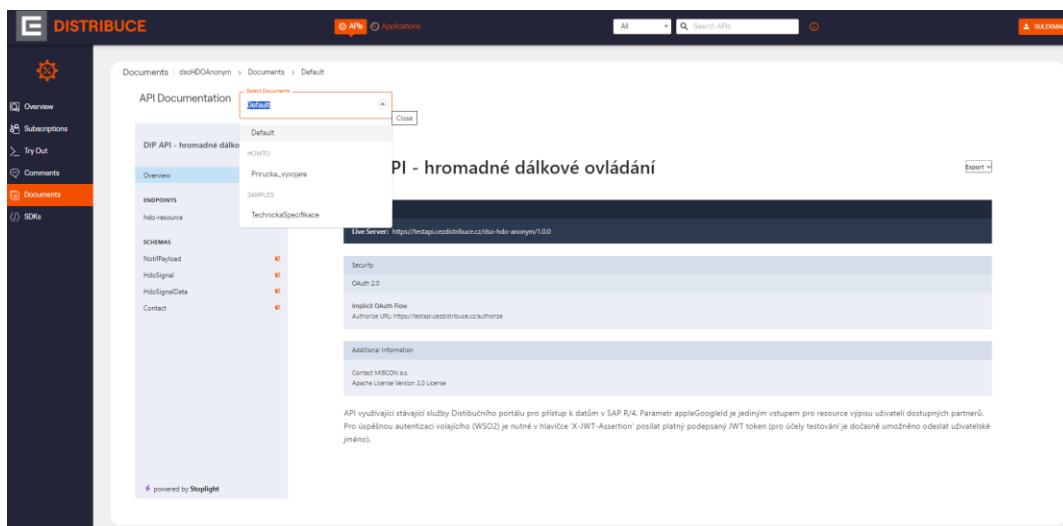 DISTRIBUCE
APIs
Applications
All
Search APIs
Overview
Subscriptions
Try Out
Comments
Documents
SDKs
Documents | dsoHDOAnonym > Documents > Default
API Documentation
Select Documents
Default
Close
Default
HOWTO
Prirucka_vyvojare
SAMPLES
TechnickaSpecifikace
DIP API - hromadné dálko
Overview
ENDPOINTS
hdo-resource
SCHEMAS
NotifPayload
HdoSignal
HdoSignalData
Contact
powered by Stoplight
PI - hromadné dálkové ovládání
Export
Live Server: https://testapi.cezdistribuce.cz/dso-hdo-anonym/1.0.0
Security
OAuth 2.0
Implicit OAuth Flow
Authorize URL: https://testapi.cezdistribuce.cz/authorize
Additional Information
Contact MIBCON a.s.
Apache License Version 2.0 License
API využívající stávající služby Distibučního portálu pro přístup k datům v SAP R/4. Parametr appleGoogleId je jediným vstupem pro resource výpisu uživateli dostupných partnerů.
Pro úspěšnou autentizaci volajícího (WSO2) je nutné v hlavičce 'X-JWT-Assertion' posílat platný podepsaný JWT token (pro účely testování je dočasně umožněno odeslat uživatelské
jméno).